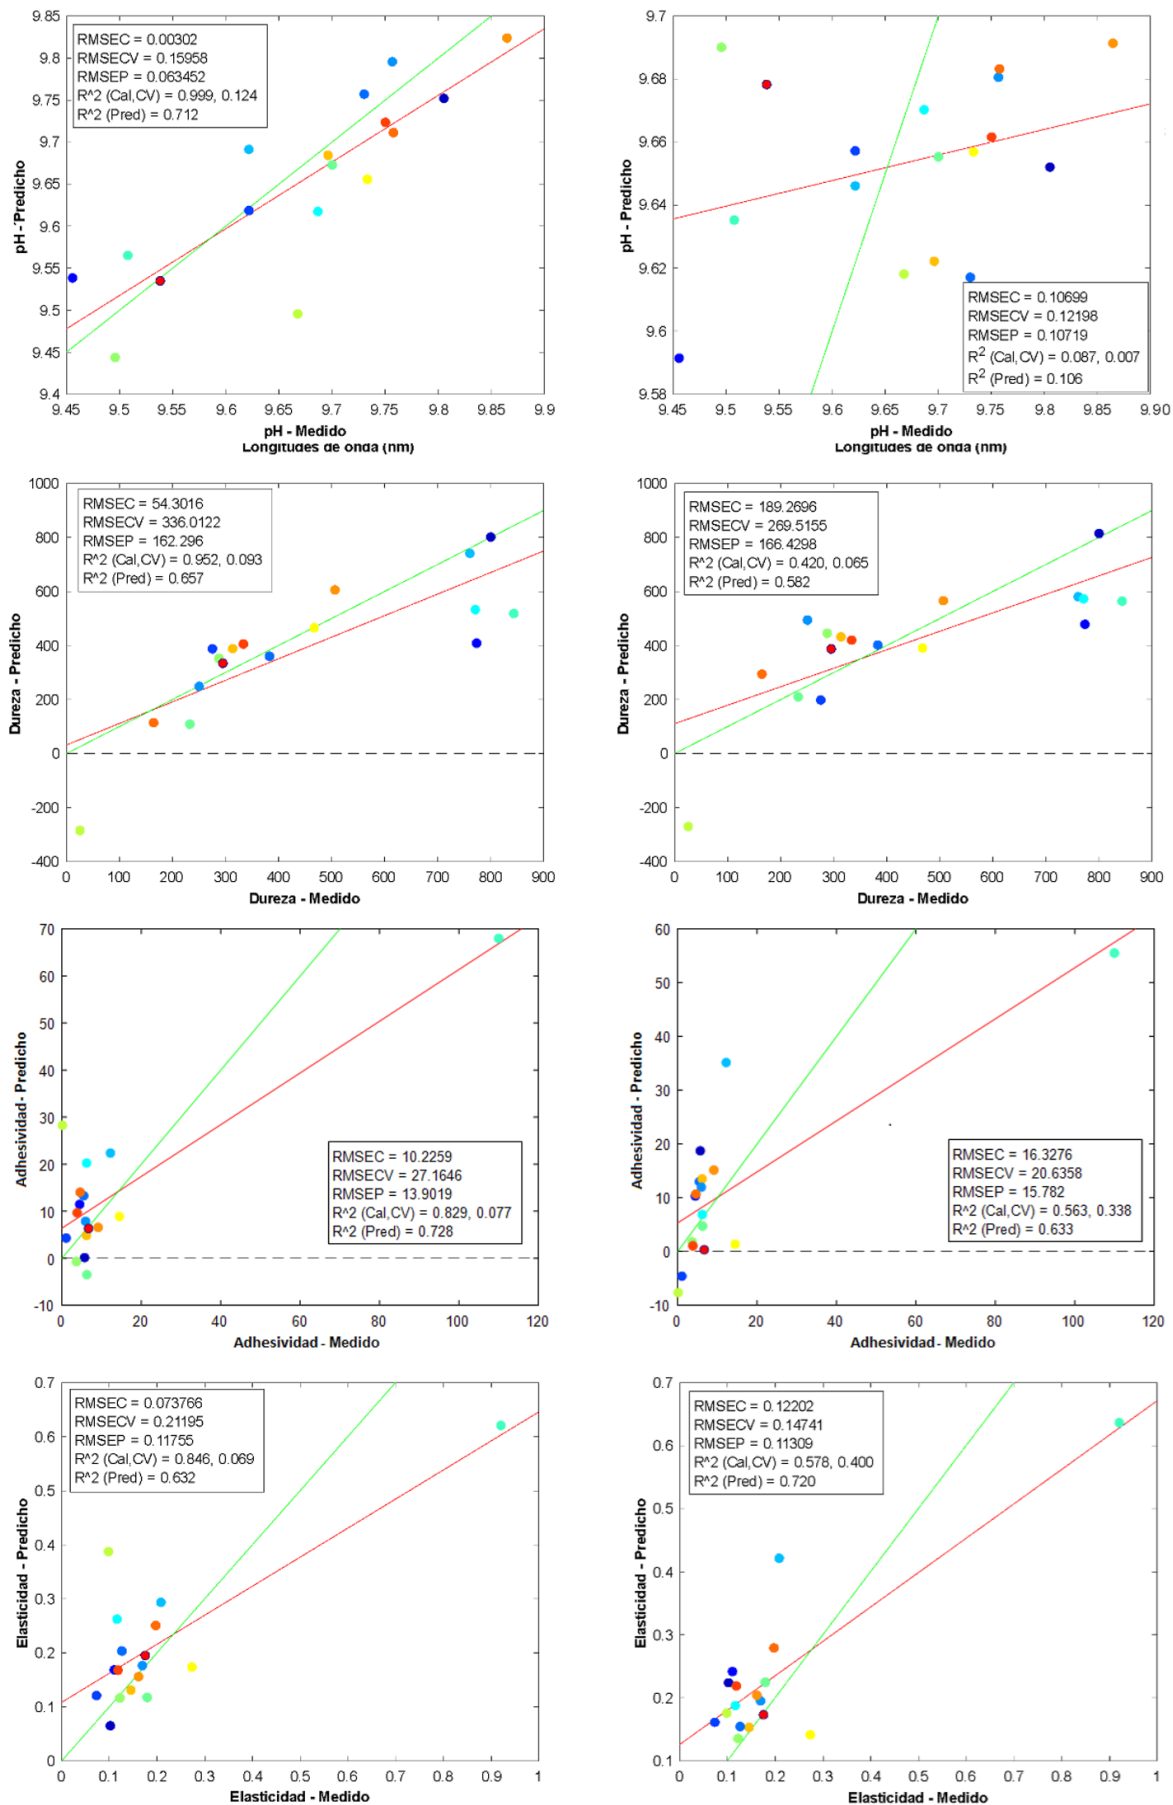 9.85
9.8
9.75
9.7
9.65
9.6
9.55
9.5
9.45
9.4
pH -Predicho
RMSEC = 0.00302
RMSECV = 0.15958
RMSEP = 0.063452
R^2 (Cal,CV) = 0.999, 0.124
R^2 (Pred) = 0.712
9.45 9.5 9.55 9.6 9.65 9.7 9.75 9.8 9.85 9.9
pH - Medido
Longitudes de onda (nm)
9.7
9.68
9.66
9.64
9.62
9.6
9.58
pH - Predicho
RMSEC = 0.10699
RMSECV = 0.12198
RMSEP = 0.10719
R² (Cal,CV) = 0.087, 0.007
R² (Pred) = 0.106
9.45 9.5 9.55 9.6 9.65 9.7 9.75 9.8 9.85 9.90
pH - Medido
Longitudes de onda (nm)
1000
800
600
400
200
0
-200
-400
Dureza - Predicho
RMSEC = 54.3016
RMSECV = 336.0122
RMSEP = 162.296
R^2 (Cal,CV) = 0.952, 0.093
R^2 (Pred) = 0.657
0 100 200 300 400 500 600 700 800 900
Dureza - Medido
1000
800
600
400
200
0
-200
-400
Dureza - Predicho
RMSEC = 189.2696
RMSECV = 269.5155
RMSEP = 166.4298
R^2 (Cal,CV) = 0.420, 0.065
R^2 (Pred) = 0.582
0 100 200 300 400 500 600 700 800 900
Dureza - Medido
70
60
50
40
30
20
10
0
-10
Adhesividad - Predicho
RMSEC = 10.2259
RMSECV = 27.1646
RMSEP = 13.9019
R^2 (Cal,CV) = 0.829, 0.077
R^2 (Pred) = 0.728
0 20 40 60 80 100 120
Adhesividad - Medido
60
50
40
30
20
10
0
-10
Adhesividad - Predicho
RMSEC = 16.3276
RMSECV = 20.6358
RMSEP = 15.782
R^2 (Cal,CV) = 0.563, 0.338
R^2 (Pred) = 0.633
0 20 40 60 80 100 120
Adhesividad - Medido
0.7
0.6
0.5
0.4
0.3
0.2
0.1
0
Elasticidad - Predicho
RMSEC = 0.073766
RMSECV = 0.21195
RMSEP = 0.11755
R^2 (Cal,CV) = 0.846, 0.069
R^2 (Pred) = 0.632
0 0.1 0.2 0.3 0.4 0.5 0.6 0.7 0.8 0.9 1
Elasticidad - Medido
0.7
0.6
0.5
0.4
0.3
0.2
0.1
Elasticidad - Predicho
RMSEC = 0.12202
RMSECV = 0.14741
RMSEP = 0.11309
R^2 (Cal,CV) = 0.578, 0.400
R^2 (Pred) = 0.720
0 0.1 0.2 0.3 0.4 0.5 0.6 0.7 0.8 0.9 1
Elasticidad - Medido